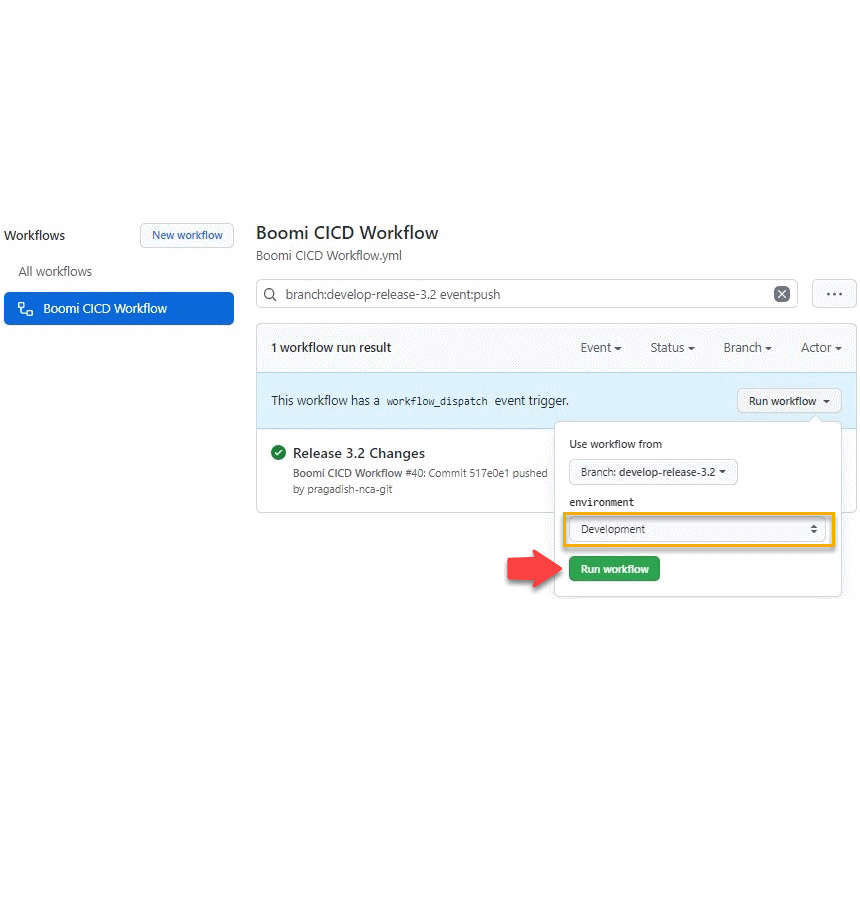 Workflows
New workflow
All workflows
Boomi CICD Workflow
Boomi CICD Workflow
Boomi CICD Workflow.yml
branch:develop-release-3.2 event:push
1 workflow run result
Event
Status
Branch
Actor
This workflow has a workflow_dispatch event trigger.
Run workflow
Release 3.2 Changes
Boomi CICD Workflow #40: Commit 517e0e1 pushed
by pragadish-nca-git
Use workflow from
Branch: develop-release-3.2
environment
Development
Run workflow